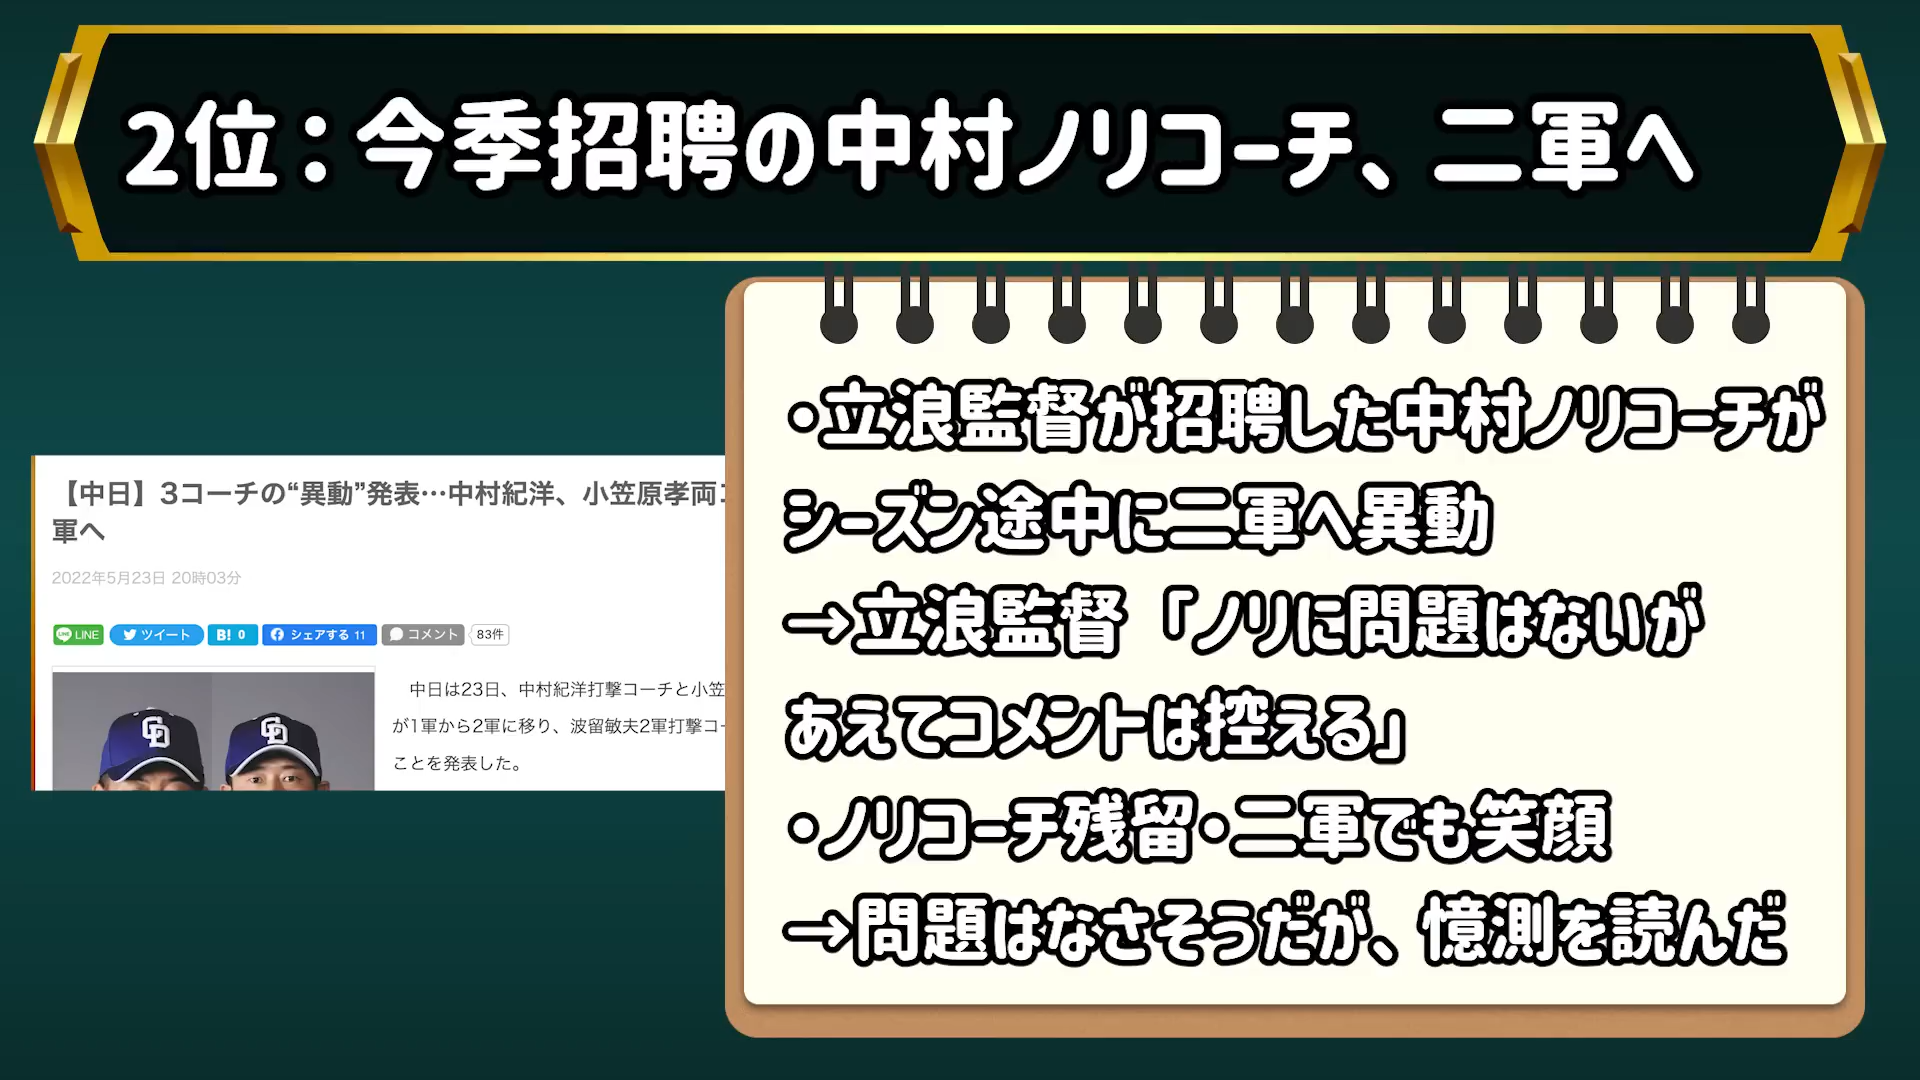 2位：今季招聘の中村ノリコーチ、二軍へ
【中日】3コーチの“異動”発表…中村紀洋、小笠原孝両
軍へ
2022年5月23日 20時03分
LINE ツイート B! 0 シェアする 11 コメント 83件
中日は23日、中村紀洋打撃コーチと小笠
が1軍から2軍に移り、波留敏夫2軍打撃コー
ことを発表した。
・立浪監督が招聘した中村ノリコーチが
シーズン途中に二軍へ異動
→立浪監督「ノリに問題はないが
あえてコメントは控える」
・ノリコーチ残留・二軍でも笑顔
→問題はなさそうだが、憶測を読んだ